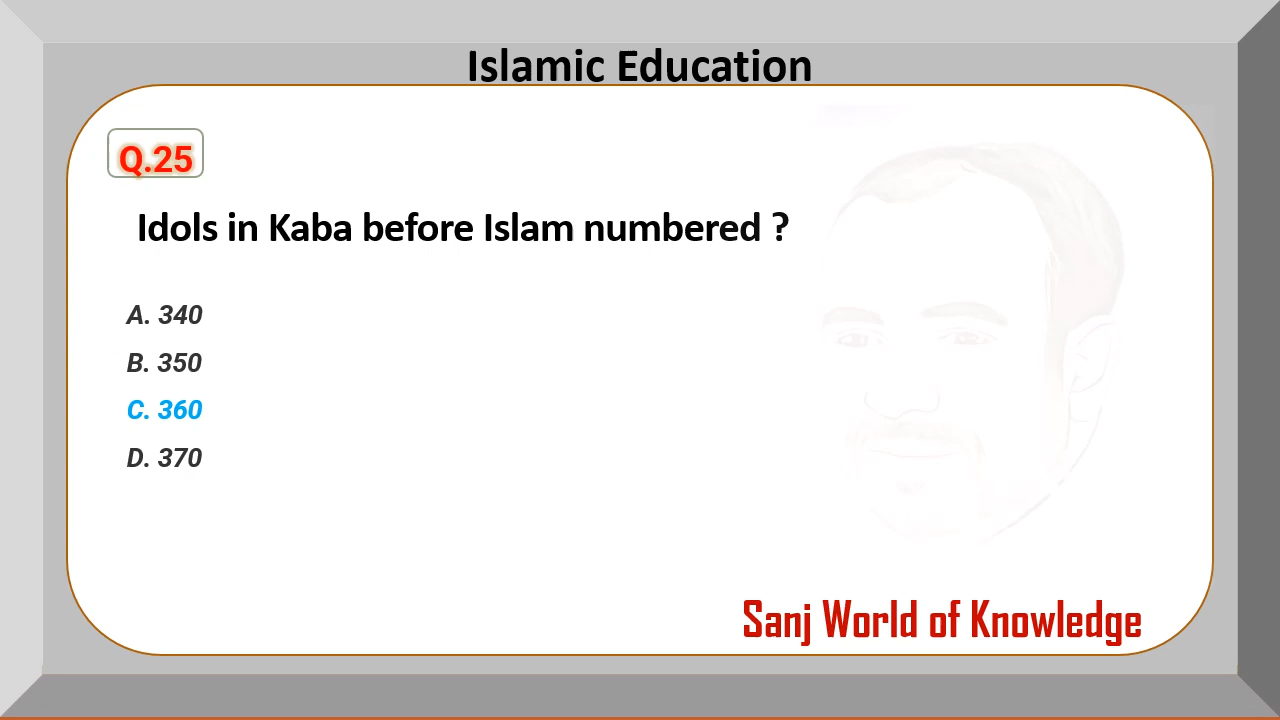 Islamic Education
Q.25
Idols in Kaba before Islam numbered ?
A. 340
B. 350
C. 360
D. 370
Sanj World of Knowledge